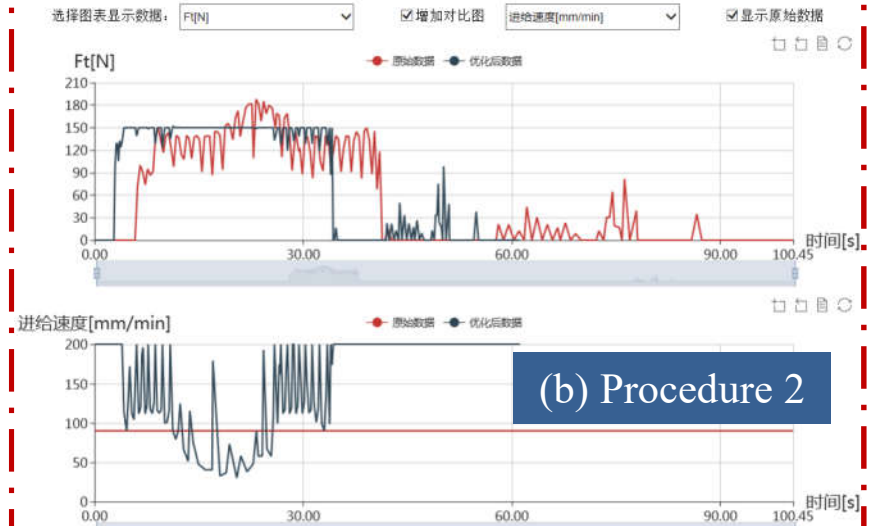 选择图表显示数据： Ft[N] 增加对比图 进给速度[mm/min] 显示原始数据
Ft[N] 原始数据 优化后数据
210
180
150
120
90
60
30
0
0.00 30.00 60.00 90.00 100.45 时间[s]
进给速度[mm/min] 原始数据 优化后数据
200
150
(b) Procedure 2
100
50
0
0.00 30.00 60.00 90.00 100.45 时间[s]